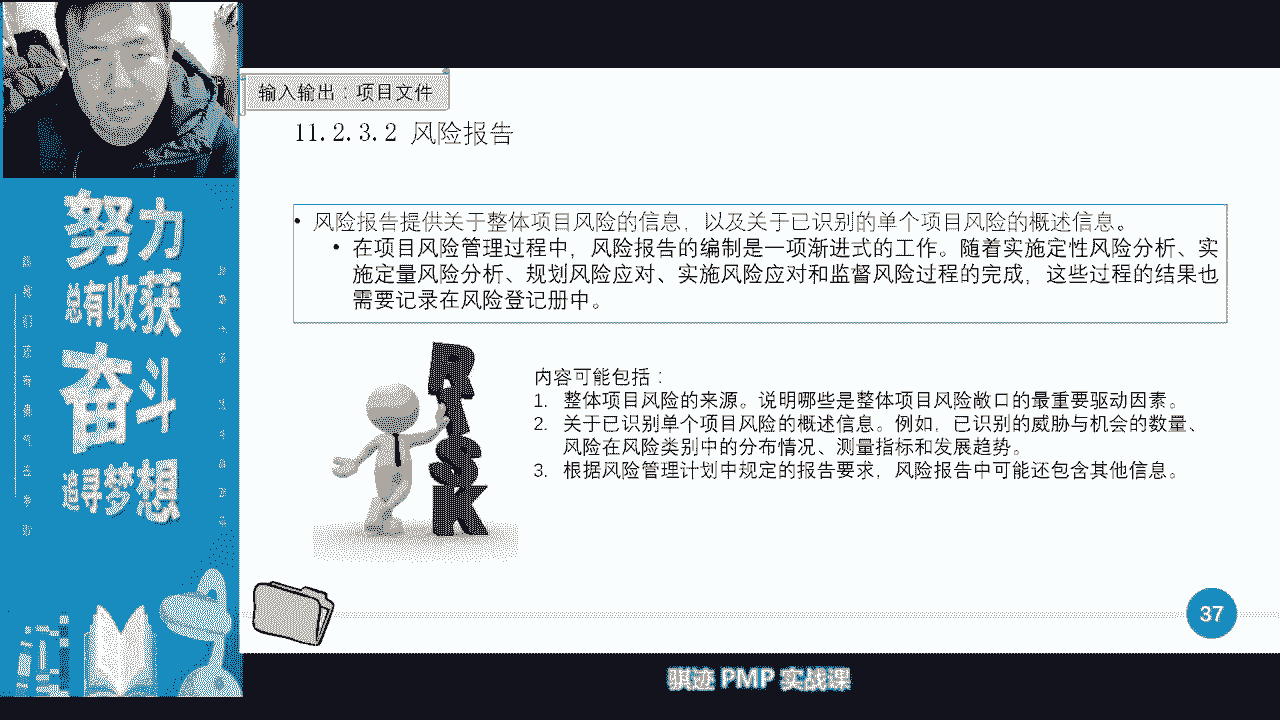 输入输出：项目文件
11.2.3.2 风险报告
• 风险报告提供关于整体项目风险的信息，以及关于已识别的单个项目风险的概述信息。
• 在项目风险管理过程中，风险报告的编制是一项渐进式的工作。随着实施定性风险分析、实
施定量风险分析、规划风险应对、实施风险应对和监督风险过程的完成，这些过程的结果也
需要记录在风险登记册中。
RISK
内容可能包括：
1. 整体项目风险的来源。说明哪些是整体项目风险敞口的最重要驱动因素。
2. 关于已识别单个项目风险的概述信息。例如，已识别的威胁与机会的数量、
风险在风险类别中的分布情况、测量指标和发展趋势。
3. 根据风险管理计划中规定的报告要求，风险报告中可能还包含其他信息。
37
努力
总有收获
奋斗
追寻梦想
骐迹 PMP 实战课